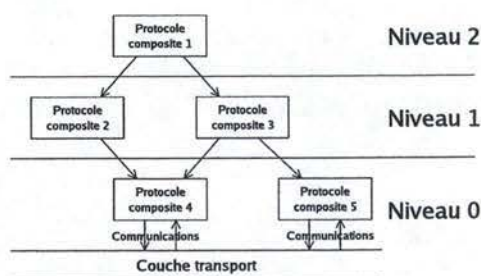 Protocole
composite 1
Niveau 2
Protocole
composite 2
Protocole
composite 3
Niveau 1
Protocole
composite 4
Protocole
composite 5
Niveau 0
Communications
Communications
Couche transport